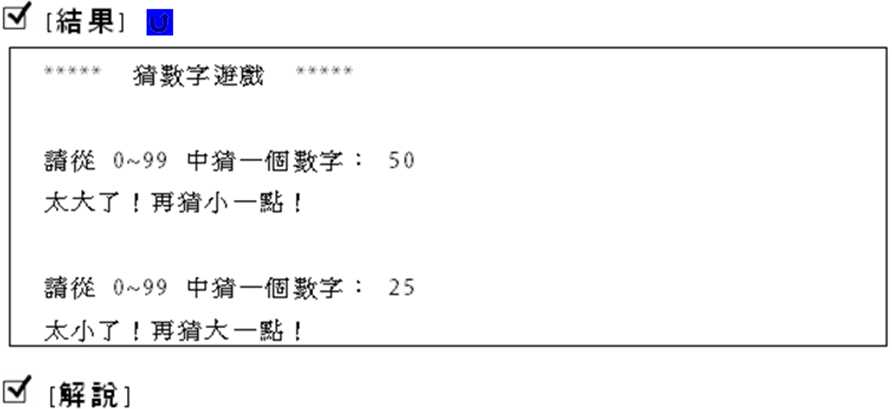 [結果]
***** 猜數字遊戲 *****
請從 0~99 中猜一個數字： 50
太大了！再猜小一點！
請從 0~99 中猜一個數字： 25
太小了！再猜大一點！
[解說]